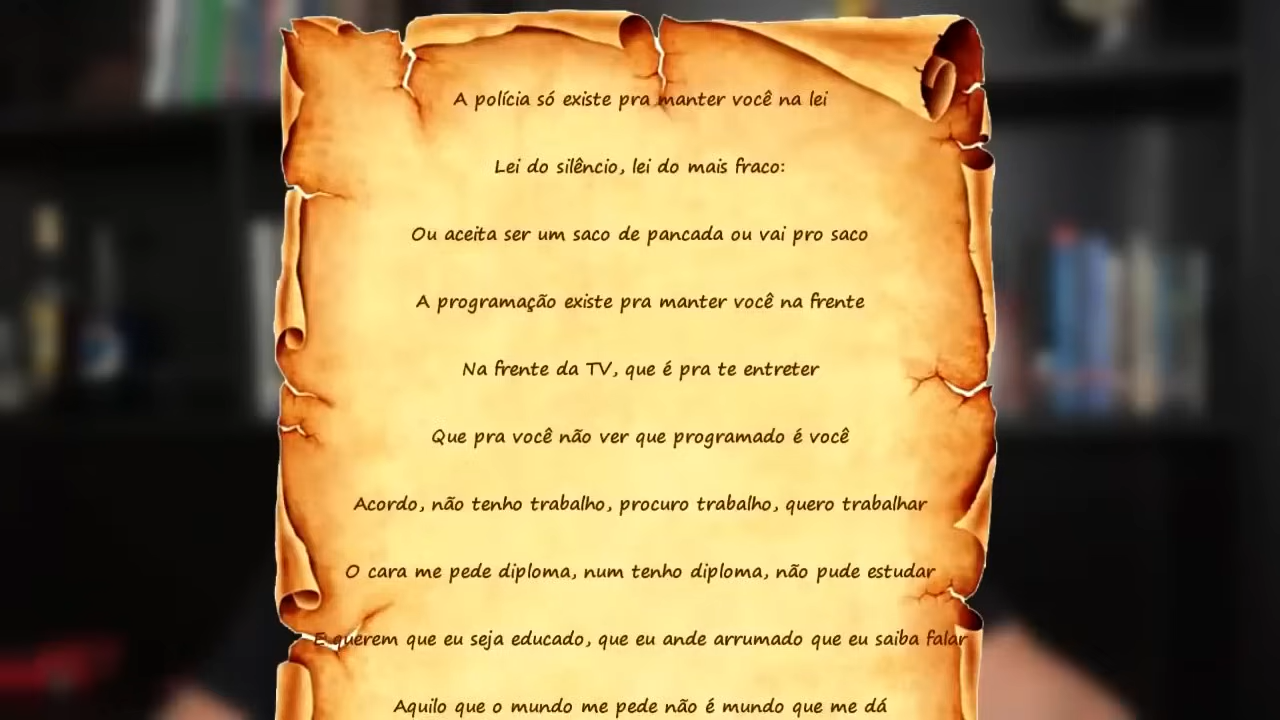 A polícia só existe pra manter você na lei
Lei do silêncio, lei do mais fraco:
Ou aceita ser um saco de pancada ou vai pro saco
A programação existe pra manter você na frente
Na frente da TV, que é pra te entreter
Que pra você não ver que programado é você
Acordo, não tenho trabalho, procuro trabalho, quero trabalhar
O cara me pede diploma, num tenho diploma, não pude estudar
E querem que eu seja educado, que eu ande arrumado que eu saiba falar
Aquilo que o mundo me pede não é mundo que me dá